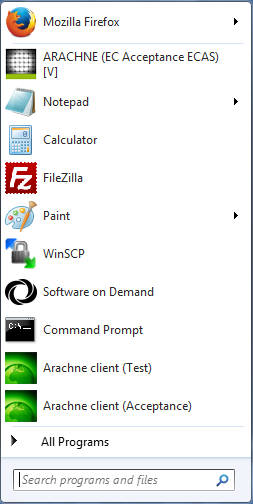 Mozilla Firefox
ARACHNE (EC Acceptance ECAS)
[V]
Notepad
Calculator
Fz
FileZilla
Paint
WinSCP
Software on Demand
C:\_
Command Prompt
Arachne client (Test)
Arachne client (Acceptance)
All Programs
Search programs and files